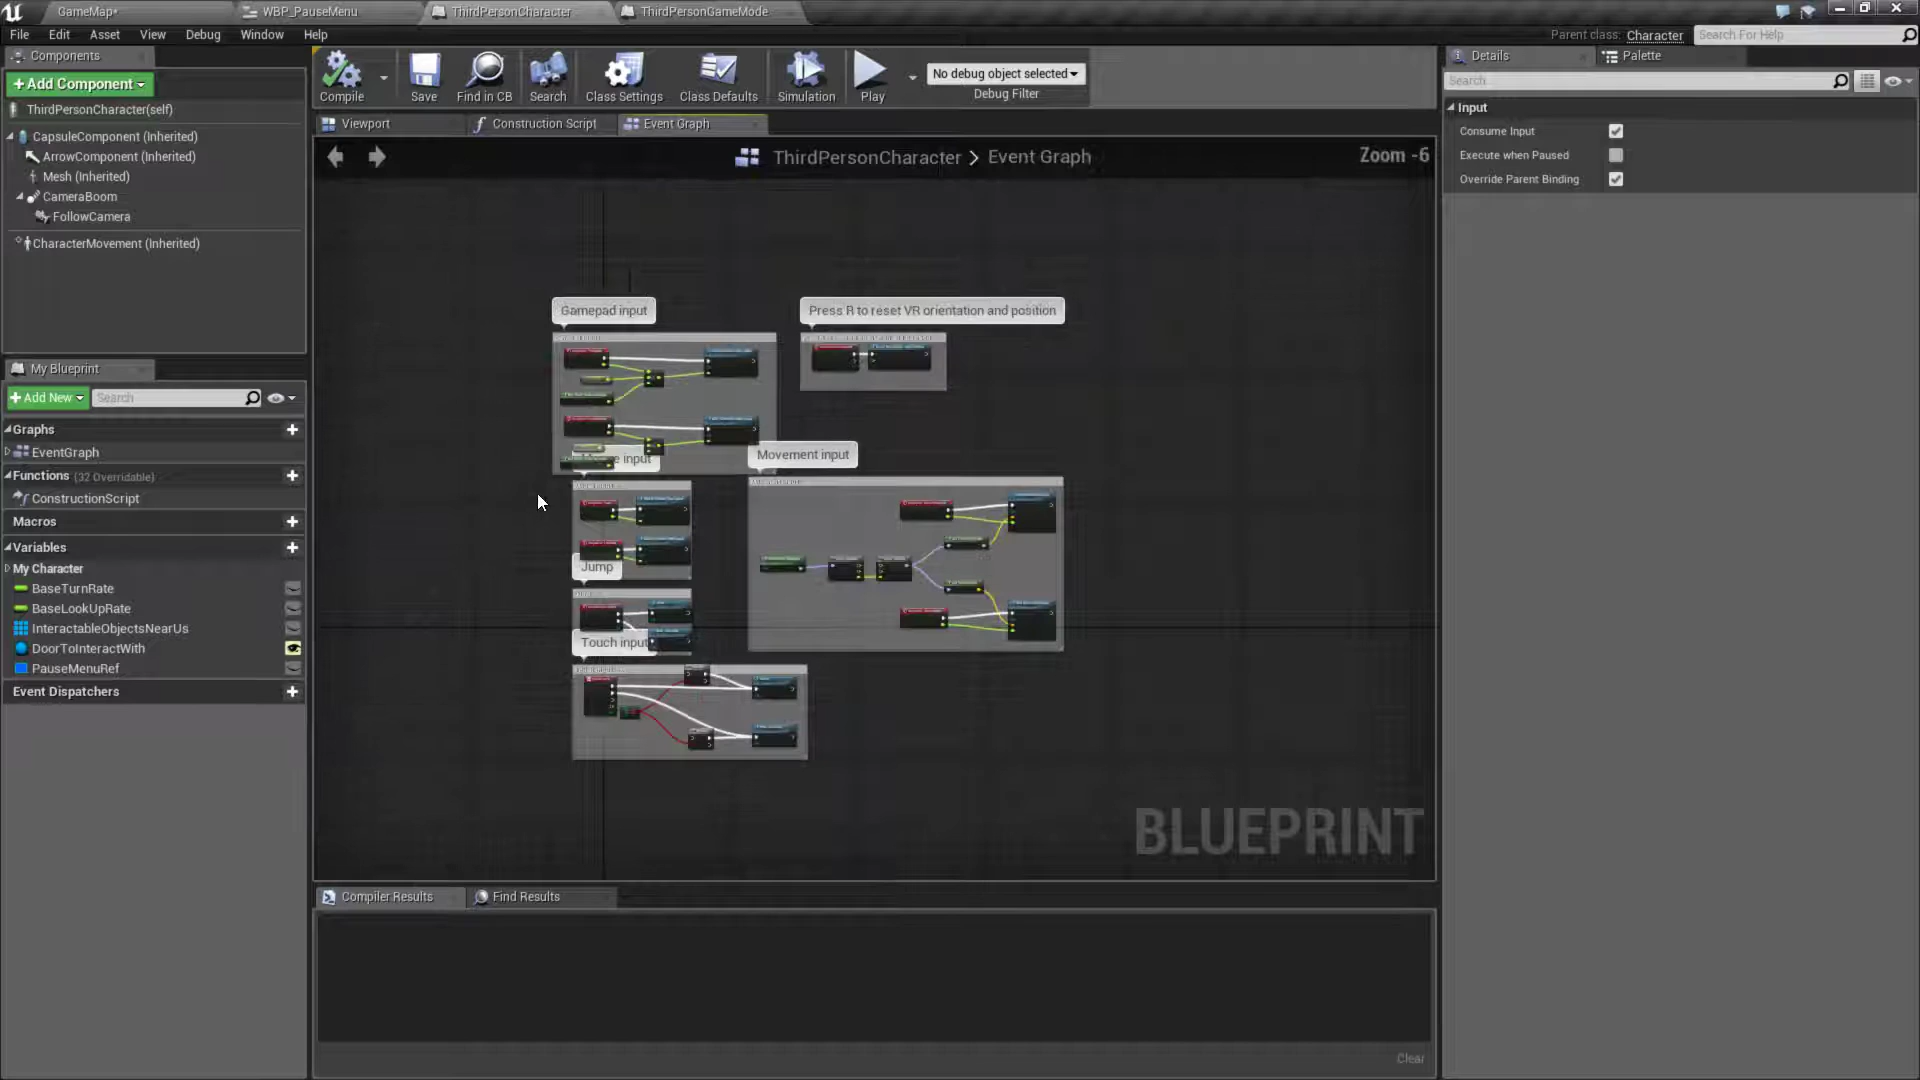 GameMap*
WBP_PauseMenu
ThirdPersonCharacter
ThirdPersonGameMode
File Edit Asset View Debug Window Help
Parent class: Character
Search For Help
Components
+Add Component
ThirdPersonCharacter(self)
CapsuleComponent (Inherited)
ArrowComponent (Inherited)
Mesh (Inherited)
CameraBoom
FollowCamera
CharacterMovement (Inherited)
My Blueprint
+Add New
Search
Graphs
EventGraph
Functions (32 Overridable)
ConstructionScript
Macros
Variables
My Character
BaseTurnRate
BaseLookUpRate
InteractableObjectsNearUs
DoorToInteractWith
PauseMenuRef
Event Dispatchers
Compile
Save
Find in CB
Search
Class Settings
Class Defaults
Simulation
Play
No debug object selected
Debug Filter
Viewport
Construction Script
Event Graph
ThirdPersonCharacter > Event Graph
Zoom -6
Gamepad input
Press R to reset VR orientation and position
input
Movement input
Jump
Touch input
BLUEPRINT
Compiler Results
Find Results
Clear
Details
Palette
Search
Input
Consume Input
Execute when Paused
Override Parent Binding